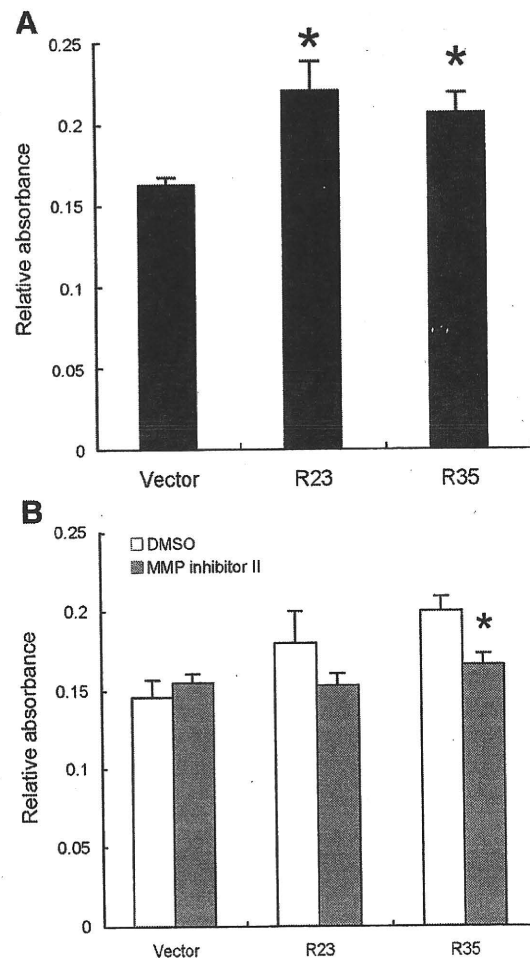 A
0.25
*
*
0.2
0.15
0.1
0.05
0
Relative absorbance
Vector R23 R35
B
0.25
DMSO
MMP inhibitor II
0.2
*
0.15
0.1
0.05
0
Relative absorbance
Vector R23 R35